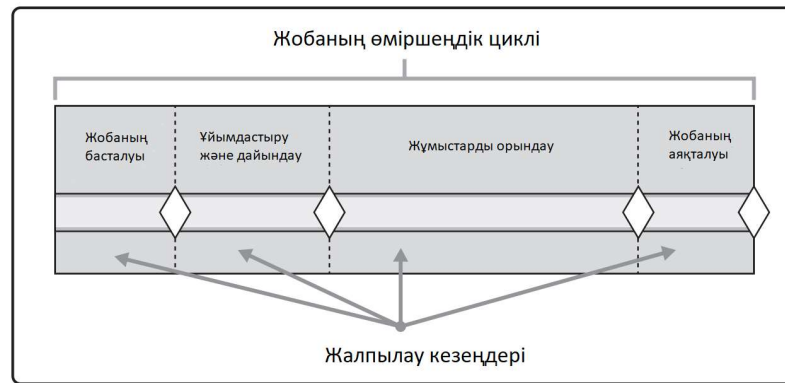 Жобаның өміршеңдік циклі
Жобаның
басталуы
Ұйымдастыру
және дайындау
Жұмыстарды орындау
Жобаның
аяқталуы
Жалпылау кезеңдері